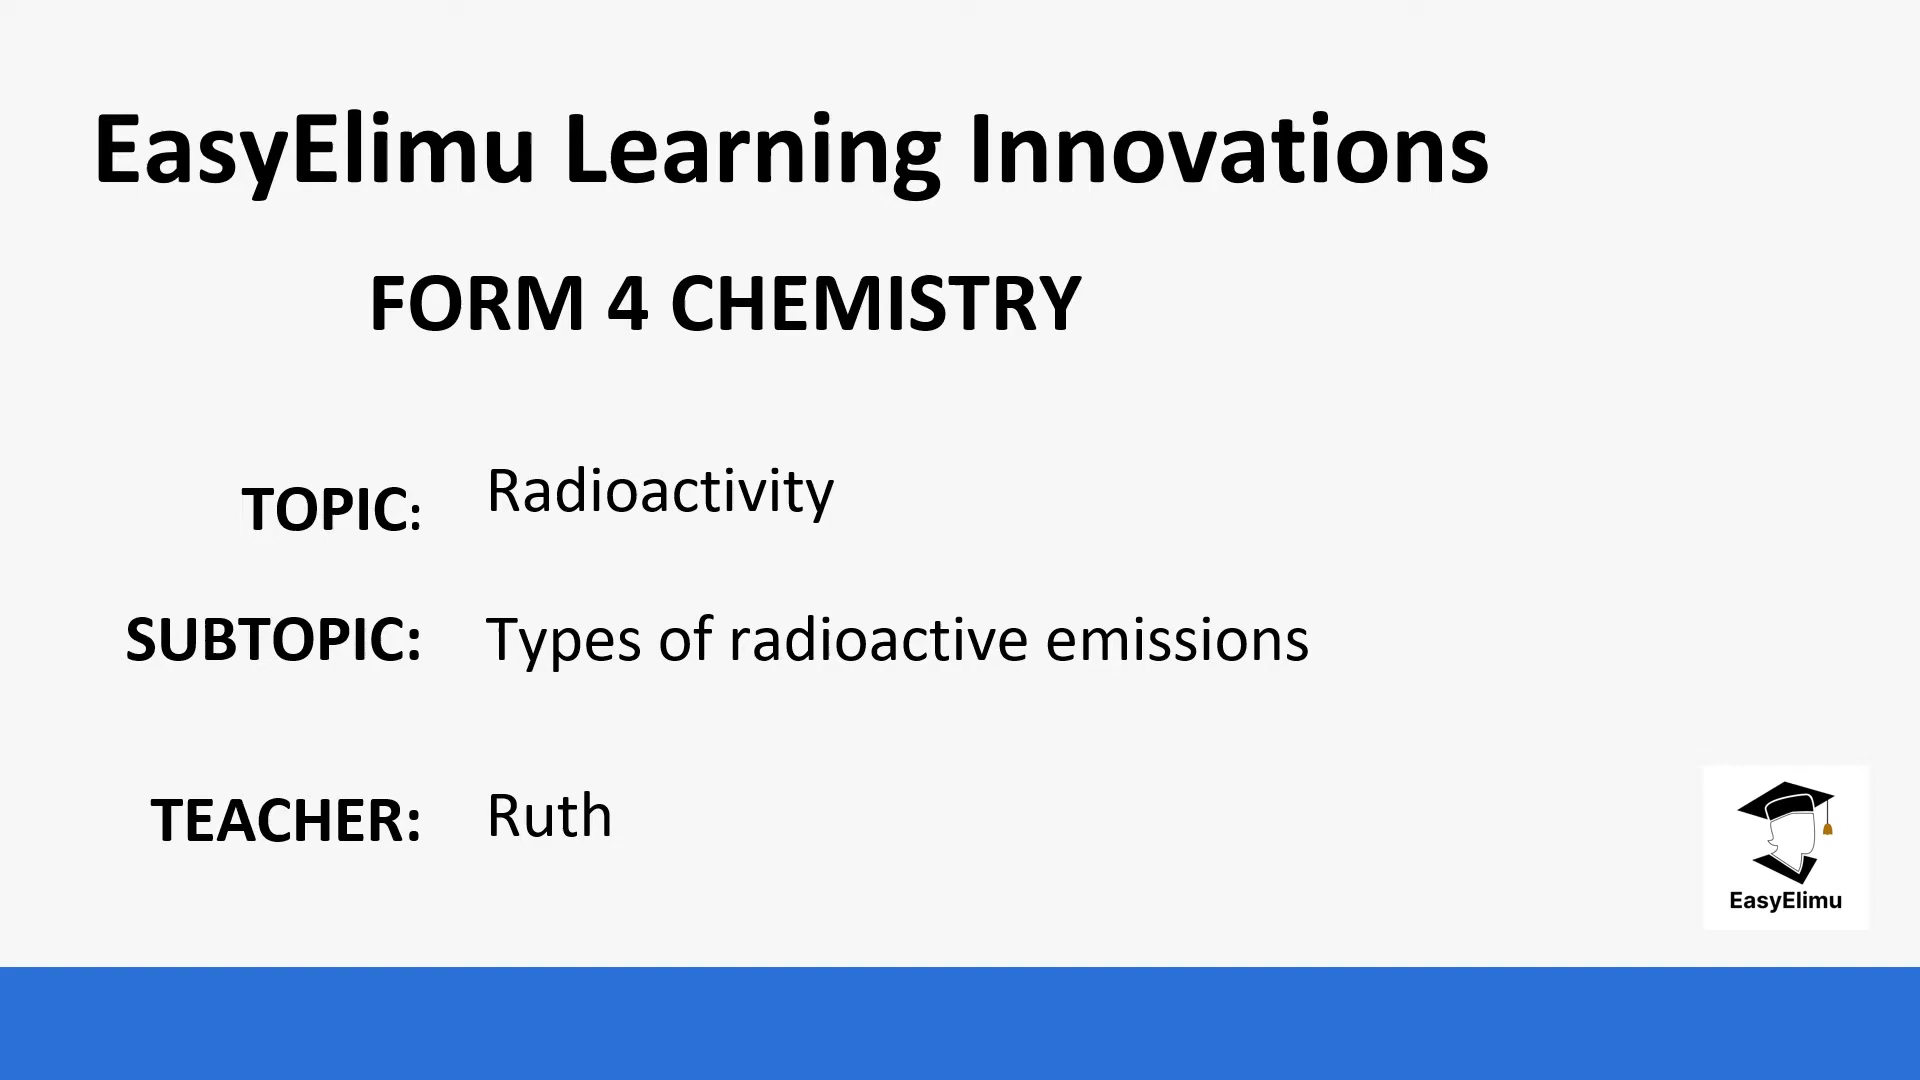 EasyElimu Learning Innovations
FORM 4 CHEMISTRY
TOPIC: Radioactivity
SUBTOPIC: Types of radioactive emissions
TEACHER: Ruth
EasyElimu